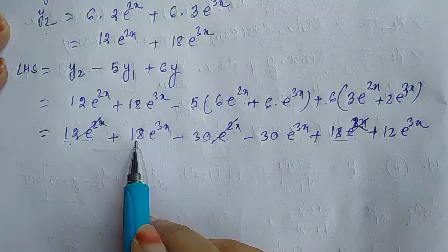 y₂ = 6.2e^{2x} + 6.3e^{3x}
= 12e^{2x} + 18e^{3x}
LHS = y₂ - 5y₁ + 6y
= 12e^{2x} + 18e^{3x} - 5(6e^{2x} + 6.e^{3x}) + 6(3e^{2x} + 2e^{3x})
= 12e^{2x} + 18e^{3x} - 30e^{2x} - 30e^{3x} + 18e^{2x} + 12e^{3x}